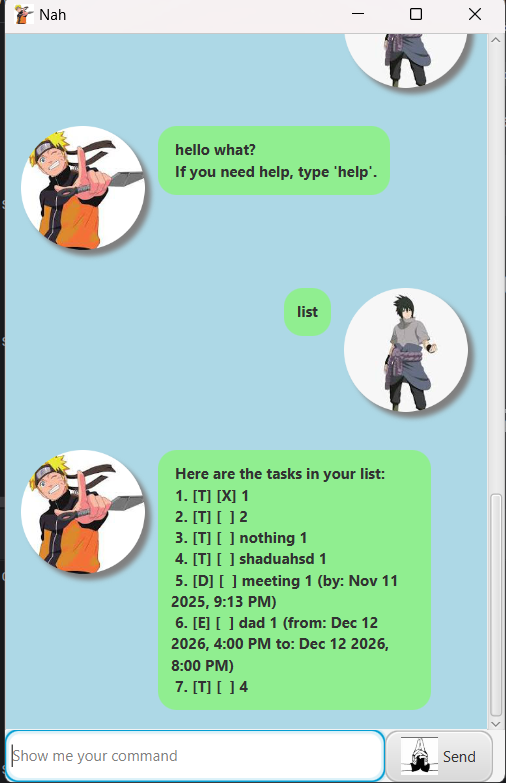 Nah
hello what?
If you need help, type 'help'.
list
Here are the tasks in your list:
1. [T] [X] 1
2. [T] [ ] 2
3. [T] [ ] nothing 1
4. [T] [ ] shaduahsd 1
5. [D] [ ] meeting 1 (by: Nov 11
2025, 9:13 PM)
6. [E] [ ] dad 1 (from: Dec 12
2026, 4:00 PM to: Dec 12 2026,
8:00 PM)
7. [T] [ ] 4
Show me your command
Send